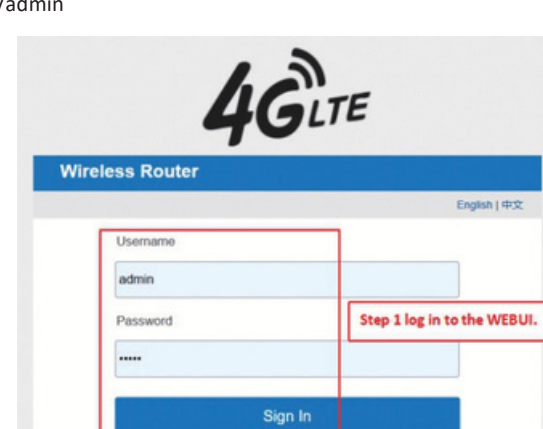 /admin
4G LTE
Wireless Router
English | 中文
Username
admin
Password
Step 1 log in to the WEBUI.
•••••
Sign In